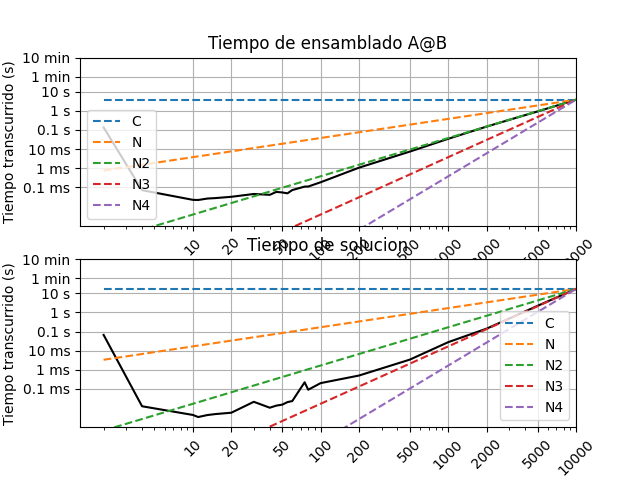 Tiempo de ensamblado A@B
Tiempo transcurrido (s)
10 min
1 min
10 s
1 s
0.1 s
10 ms
1 ms
0.1 ms
C
N
N2
N3
N4
10
20
50
100
200
500
1000
2000
5000
10000
Tiempo de solucion
Tiempo transcurrido (s)
10 min
1 min
10 s
1 s
0.1 s
10 ms
1 ms
0.1 ms
C
N
N2
N3
N4
10
20
50
100
200
500
1000
2000
5000
10000